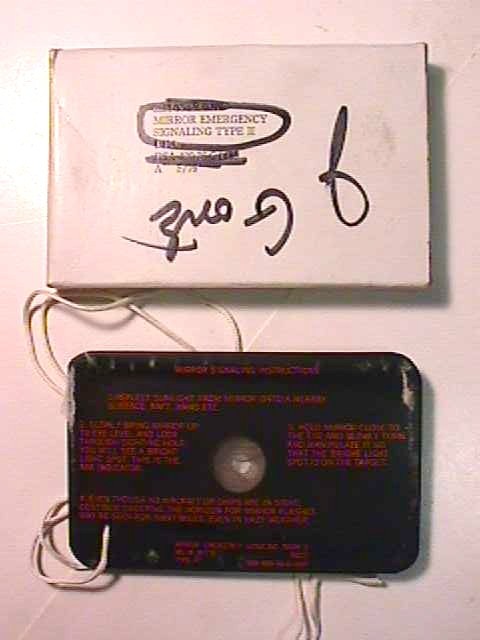 MIRROR EMERGENCY
SIGNALING TYPE II
A
MIRROR SIGNALING INSTRUCTIONS
1. REFLECT SUNLIGHT FROM MIRROR ONTO A NEARBY
SURFACE, RAFT, HAND, ETC.
2. SLOWLY BRING MIRROR UP
TO EYE LEVEL AND LOOK
THROUGH SIGHTING HOLE.
YOU WILL SEE A BRIGHT
LIGHT SPOT. THIS IS THE
AIM INDICATOR.
3. HOLD MIRROR CLOSE TO
THE EYE AND SLOWLY TURN
AND MANIPULATE IT SO
THAT THE BRIGHT LIGHT
SPOT IS ON THE TARGET.
4. EVEN THOUGH NO AIRCRAFT OR SHIPS ARE IN SIGHT,
CONTINUE SWEEPING THE HORIZON FOR MIRROR FLASHES
MAY BE SEEN FOR MANY MILES, EVEN IN HAZY WEATHER.
MIRROR EMERGENCY SIGNALING